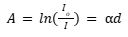 A = ln(I₀/I) = αd